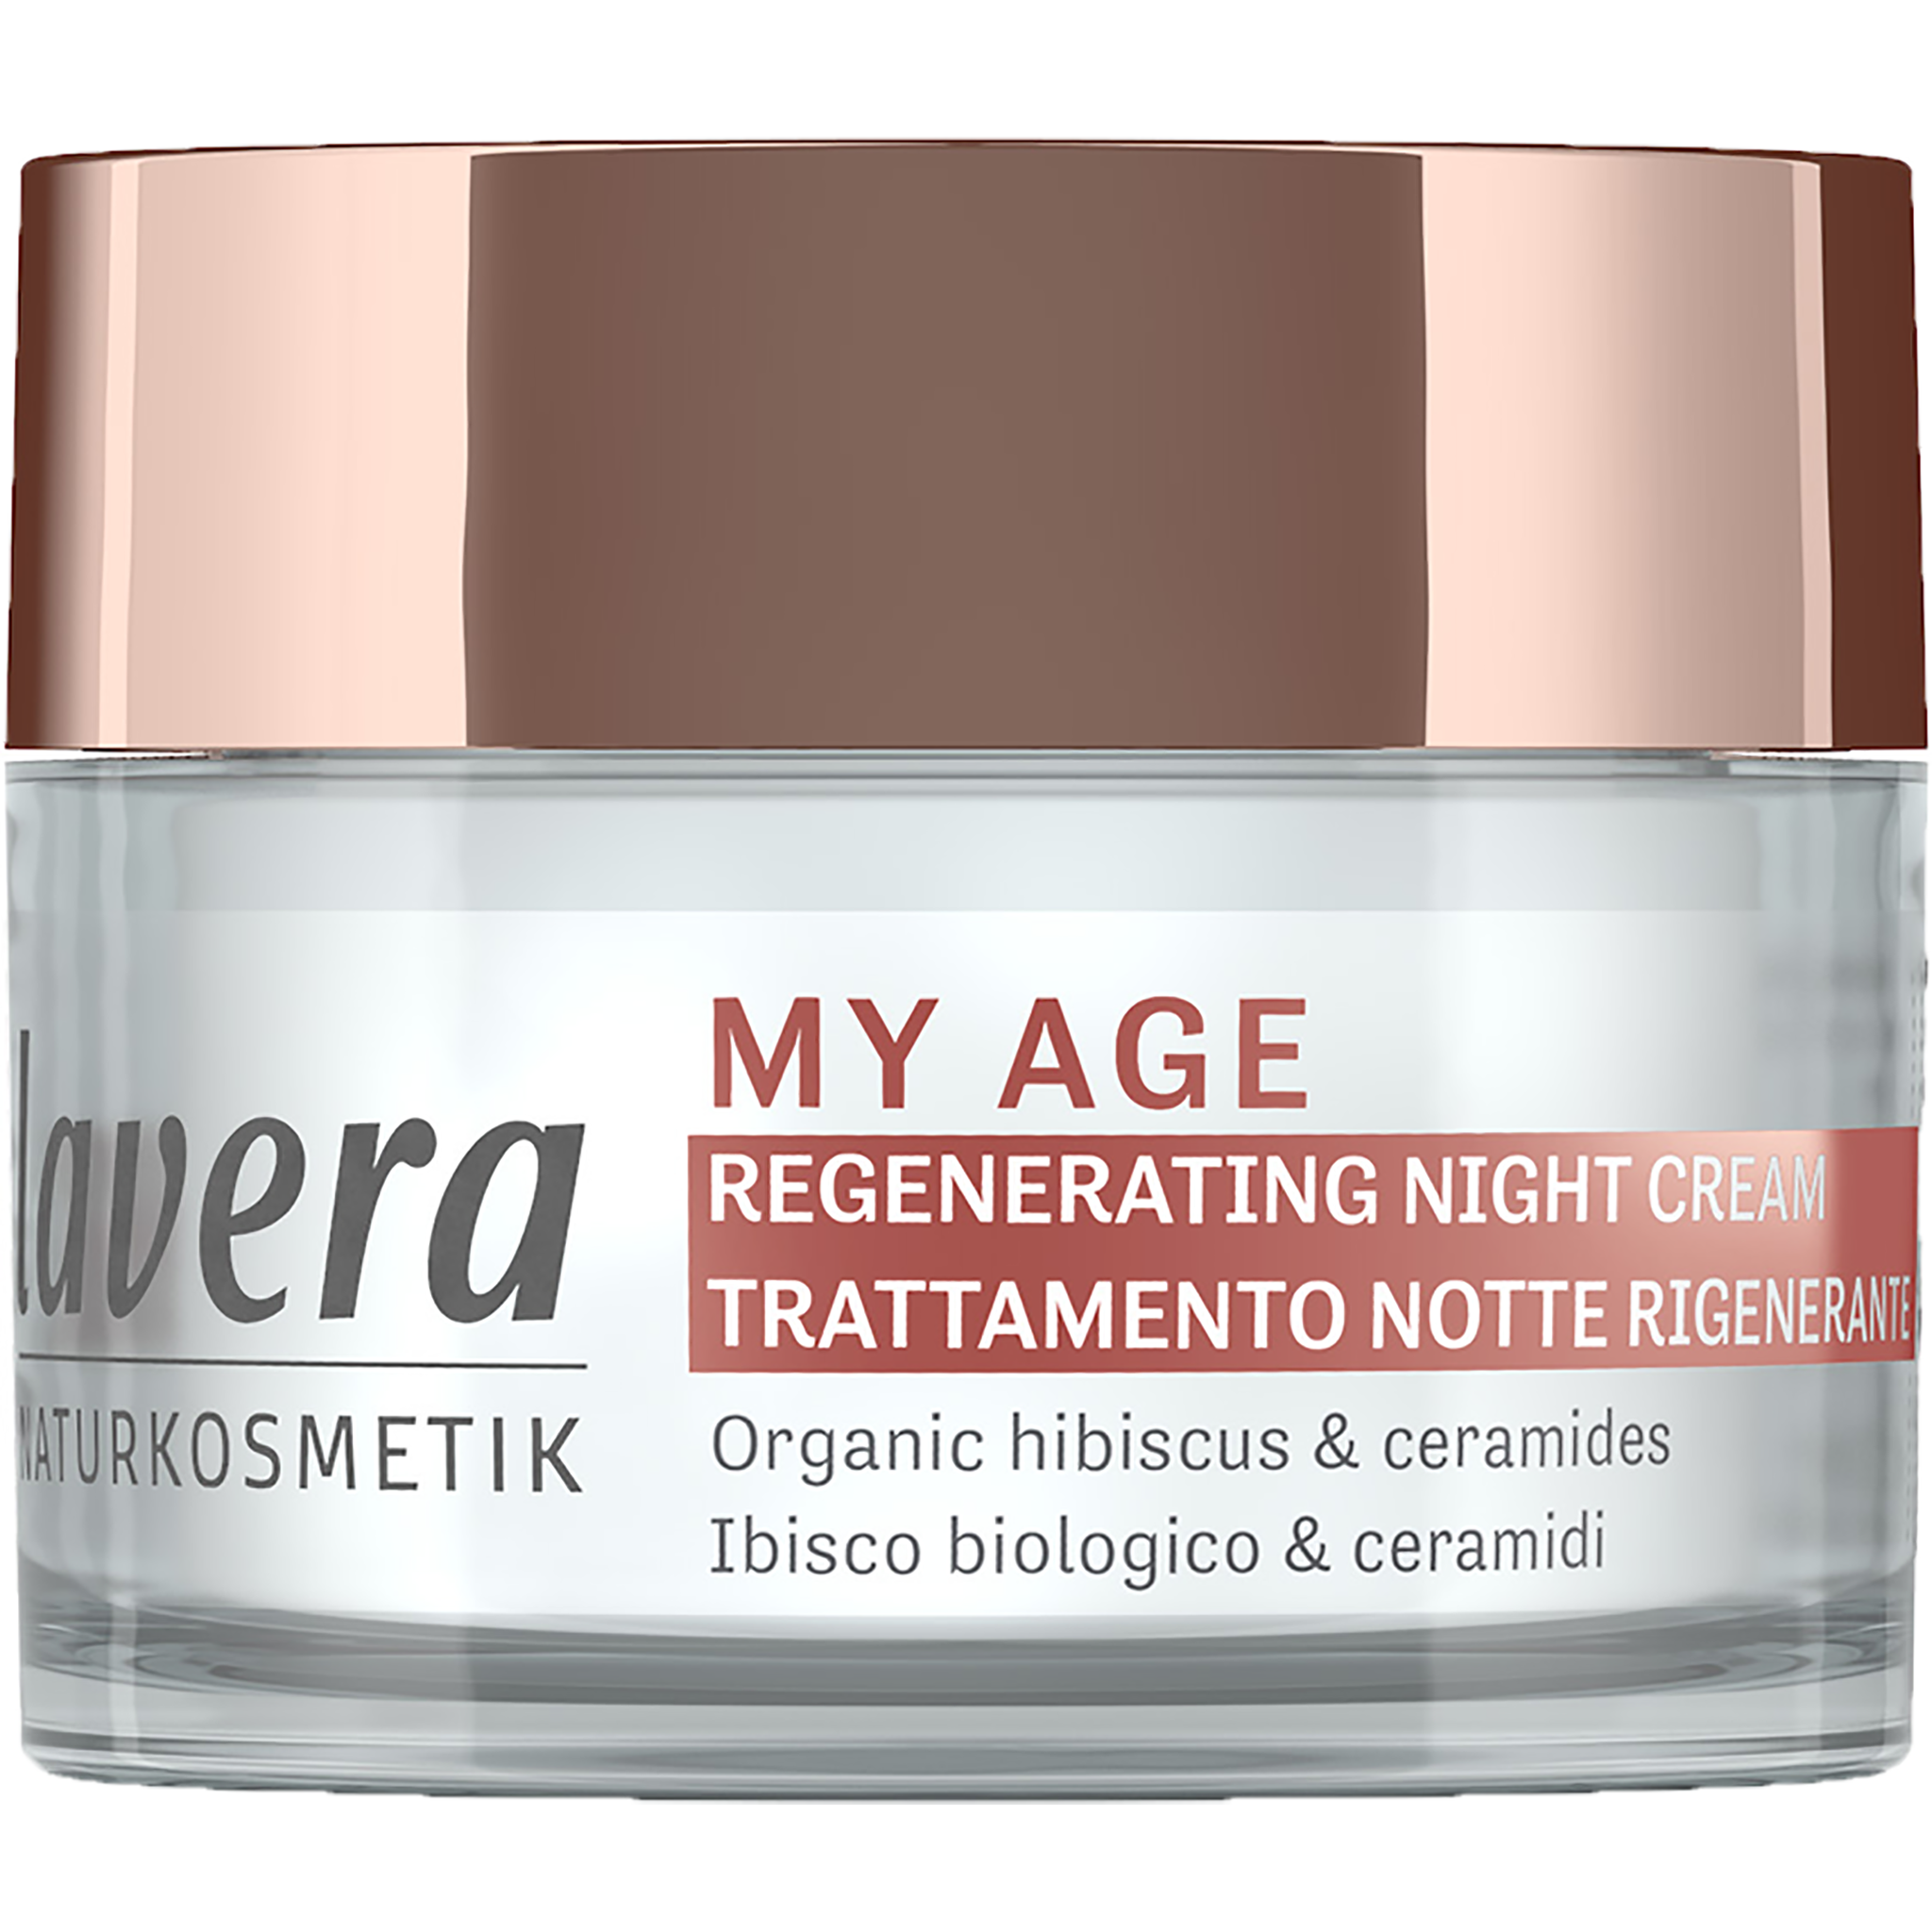 lavera
NATURKOSMETIK
MY AGE
REGENERATING NIGHT CREAM
TRATTAMENTO NOTTE RIGENERANTE
Organic hibiscus & ceramides
Ibisco biologico & ceramidi